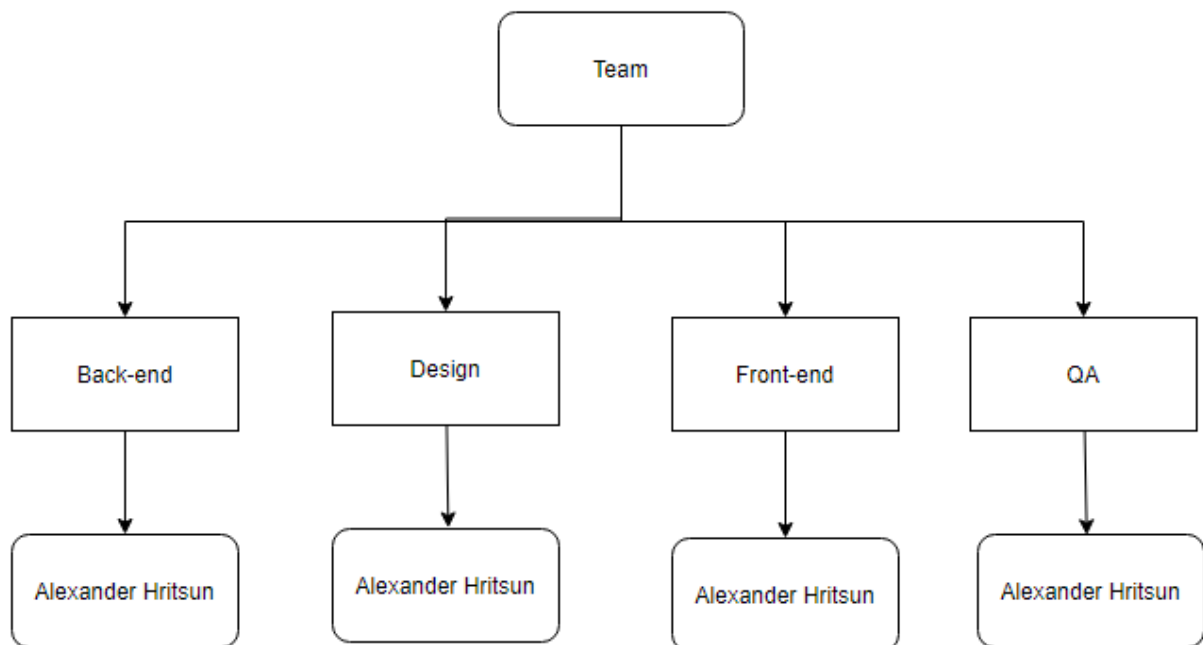 Team
Back-end
Design
Front-end
QA
Alexander Hritsun
Alexander Hritsun
Alexander Hritsun
Alexander Hritsun